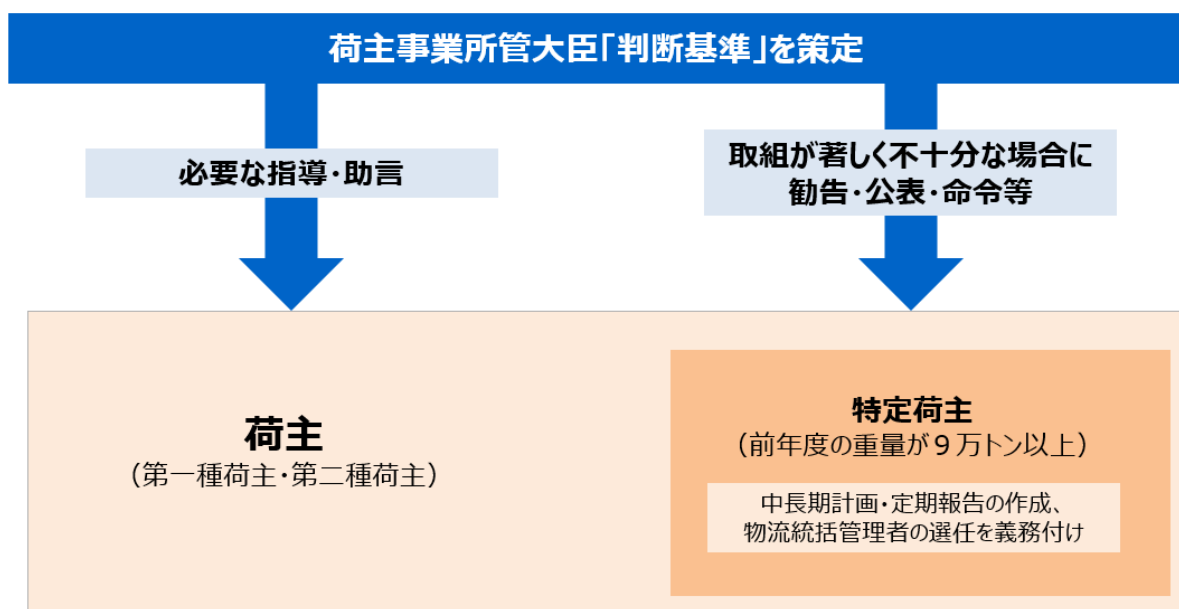 荷主事業所管大臣「判断基準」を策定
必要な指導・助言
取組が著しく不十分な場合に
勧告・公表・命令等
荷主
（第一種荷主・第二種荷主）
特定荷主
（前年度の重量が９万トン以上）
中長期計画・定期報告の作成、
物流統括管理者の選任を義務付け